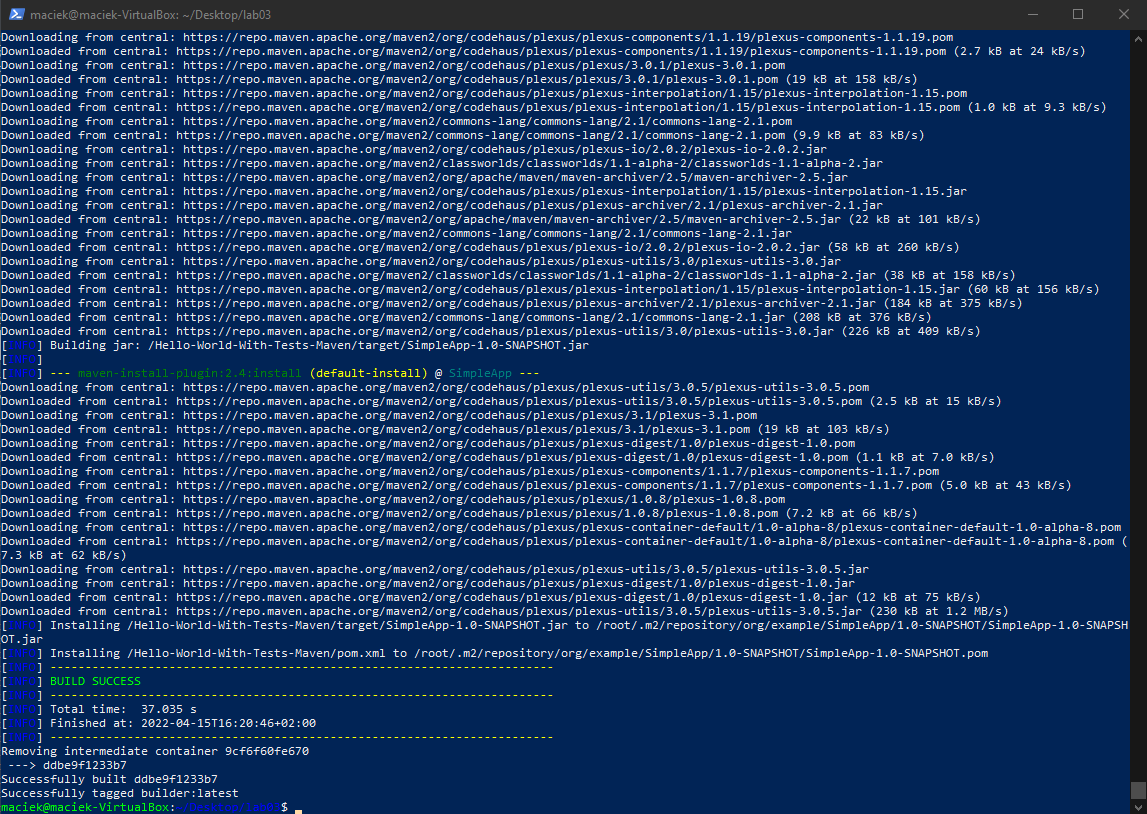 maciek@maciek-VirtualBox: ~/Desktop/lab03
Downloading from central: https://repo.maven.apache.org/maven2/org/codehaus/plexus/plexus-components/1.1.19/plexus-components-1.1.19.pom
Downloaded from central: https://repo.maven.apache.org/maven2/org/codehaus/plexus/plexus-components/1.1.19/plexus-components-1.1.19.pom (2.7 kB at 24 kB/s)
Downloading from central: https://repo.maven.apache.org/maven2/org/codehaus/plexus/plexus/3.0.1/plexus-3.0.1.pom
Downloaded from central: https://repo.maven.apache.org/maven2/org/codehaus/plexus/plexus/3.0.1/plexus-3.0.1.pom (19 kB at 158 kB/s)
Downloading from central: https://repo.maven.apache.org/maven2/org/codehaus/plexus/plexus-interpolation/1.15/plexus-interpolation-1.15.pom
Downloaded from central: https://repo.maven.apache.org/maven2/org/codehaus/plexus/plexus-interpolation/1.15/plexus-interpolation-1.15.pom (1.0 kB at 9.3 kB/s)
Downloading from central: https://repo.maven.apache.org/maven2/commons-lang/commons-lang/2.1/commons-lang-2.1.pom
Downloaded from central: https://repo.maven.apache.org/maven2/commons-lang/commons-lang/2.1/commons-lang-2.1.pom (9.9 kB at 83 kB/s)
Downloading from central: https://repo.maven.apache.org/maven2/org/codehaus/plexus/plexus-io/2.0.2/plexus-io-2.0.2.jar
Downloading from central: https://repo.maven.apache.org/maven2/classworlds/classworlds/1.1-alpha-2/classworlds-1.1-alpha-2.jar
Downloading from central: https://repo.maven.apache.org/maven2/org/apache/maven/maven-archiver/2.5/maven-archiver-2.5.jar
Downloading from central: https://repo.maven.apache.org/maven2/org/codehaus/plexus/plexus-interpolation/1.15/plexus-interpolation-1.15.jar
Downloading from central: https://repo.maven.apache.org/maven2/org/codehaus/plexus/plexus-archiver/2.1/plexus-archiver-2.1.jar
Downloaded from central: https://repo.maven.apache.org/maven2/org/apache/maven/maven-archiver/2.5/maven-archiver-2.5.jar (22 kB at 101 kB/s)
Downloading from central: https://repo.maven.apache.org/maven2/commons-lang/commons-lang/2.1/commons-lang-2.1.jar
Downloaded from central: https://repo.maven.apache.org/maven2/org/codehaus/plexus/plexus-io/2.0.2/plexus-io-2.0.2.jar (58 kB at 260 kB/s)
Downloading from central: https://repo.maven.apache.org/maven2/org/codehaus/plexus/plexus-utils/3.0/plexus-utils-3.0.jar
Downloaded from central: https://repo.maven.apache.org/maven2/classworlds/classworlds/1.1-alpha-2/classworlds-1.1-alpha-2.jar (38 kB at 158 kB/s)
Downloaded from central: https://repo.maven.apache.org/maven2/org/codehaus/plexus/plexus-interpolation/1.15/plexus-interpolation-1.15.jar (60 kB at 156 kB/s)
Downloaded from central: https://repo.maven.apache.org/maven2/org/codehaus/plexus/plexus-archiver/2.1/plexus-archiver-2.1.jar (184 kB at 375 kB/s)
Downloaded from central: https://repo.maven.apache.org/maven2/commons-lang/commons-lang/2.1/commons-lang-2.1.jar (208 kB at 376 kB/s)
Downloaded from central: https://repo.maven.apache.org/maven2/org/codehaus/plexus/plexus-utils/3.0/plexus-utils-3.0.jar (226 kB at 409 kB/s)
[INFO] Building jar: /Hello-World-With-Tests-Maven/target/SimpleApp-1.0-SNAPSHOT.jar
[INFO]
[INFO] --- maven-install-plugin:2.4:install (default-install) @ SimpleApp ---
Downloading from central: https://repo.maven.apache.org/maven2/org/codehaus/plexus/plexus-utils/3.0.5/plexus-utils-3.0.5.pom
Downloaded from central: https://repo.maven.apache.org/maven2/org/codehaus/plexus/plexus-utils/3.0.5/plexus-utils-3.0.5.pom (2.5 kB at 15 kB/s)
Downloading from central: https://repo.maven.apache.org/maven2/org/codehaus/plexus/plexus/3.1/plexus-3.1.pom
Downloaded from central: https://repo.maven.apache.org/maven2/org/codehaus/plexus/plexus/3.1/plexus-3.1.pom (19 kB at 103 kB/s)
Downloading from central: https://repo.maven.apache.org/maven2/org/codehaus/plexus/plexus-digest/1.0/plexus-digest-1.0.pom
Downloaded from central: https://repo.maven.apache.org/maven2/org/codehaus/plexus/plexus-digest/1.0/plexus-digest-1.0.pom (1.1 kB at 7.0 kB/s)
Downloading from central: https://repo.maven.apache.org/maven2/org/codehaus/plexus/plexus-components/1.1.7/plexus-components-1.1.7.pom
Downloaded from central: https://repo.maven.apache.org/maven2/org/codehaus/plexus/plexus-components/1.1.7/plexus-components-1.1.7.pom (5.0 kB at 43 kB/s)
Downloading from central: https://repo.maven.apache.org/maven2/org/codehaus/plexus/plexus/1.0.8/plexus-1.0.8.pom
Downloaded from central: https://repo.maven.apache.org/maven2/org/codehaus/plexus/plexus/1.0.8/plexus-1.0.8.pom (7.2 kB at 66 kB/s)
Downloading from central: https://repo.maven.apache.org/maven2/org/codehaus/plexus/plexus-container-default/1.0-alpha-8/plexus-container-default-1.0-alpha-8.pom
Downloaded from central: https://repo.maven.apache.org/maven2/org/codehaus/plexus/plexus-container-default/1.0-alpha-8/plexus-container-default-1.0-alpha-8.pom (
7.3 kB at 62 kB/s)
Downloading from central: https://repo.maven.apache.org/maven2/org/codehaus/plexus/plexus-utils/3.0.5/plexus-utils-3.0.5.jar
Downloading from central: https://repo.maven.apache.org/maven2/org/codehaus/plexus/plexus-digest/1.0/plexus-digest-1.0.jar
Downloaded from central: https://repo.maven.apache.org/maven2/org/codehaus/plexus/plexus-digest/1.0/plexus-digest-1.0.jar (12 kB at 75 kB/s)
Downloaded from central: https://repo.maven.apache.org/maven2/org/codehaus/plexus/plexus-utils/3.0.5/plexus-utils-3.0.5.jar (230 kB at 1.2 MB/s)
[INFO] Installing /Hello-World-With-Tests-Maven/target/SimpleApp-1.0-SNAPSHOT.jar to /root/.m2/repository/org/example/SimpleApp/1.0-SNAPSHOT/SimpleApp-1.0-SNAPSH
OT.jar
[INFO] Installing /Hello-World-With-Tests-Maven/pom.xml to /root/.m2/repository/org/example/SimpleApp/1.0-SNAPSHOT/SimpleApp-1.0-SNAPSHOT.pom
[INFO] ------------------------------------------------------------------------
[INFO] BUILD SUCCESS
[INFO] ------------------------------------------------------------------------
[INFO] Total time:  37.035 s
[INFO] Finished at: 2022-04-15T16:20:46+02:00
[INFO] ------------------------------------------------------------------------
Removing intermediate container 9cf6f60fe670
 ---> ddbe9f1233b7
Successfully built ddbe9f1233b7
Successfully tagged builder:latest
maciek@maciek-VirtualBox:~/Desktop/lab03$